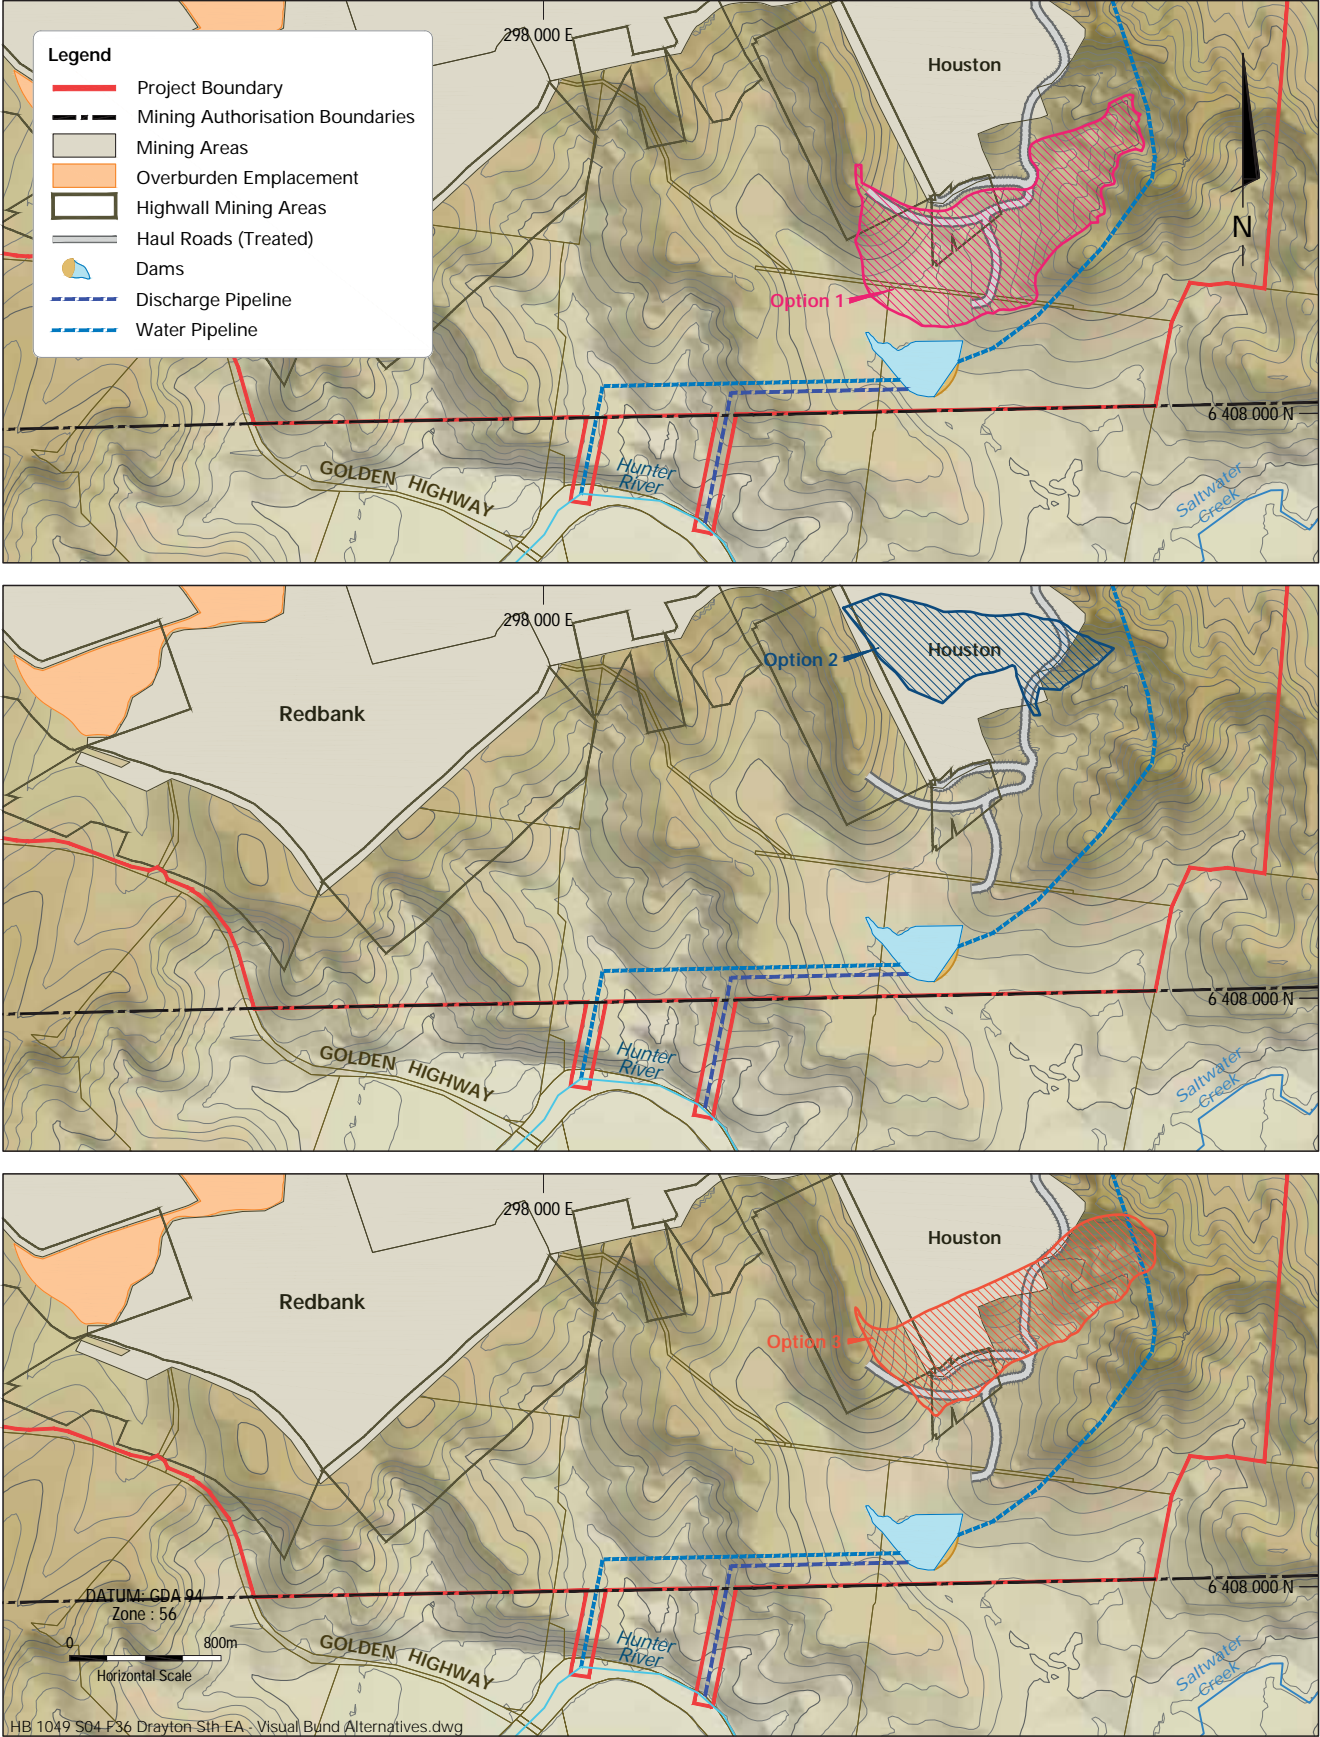 298 000 E
Houston
Legend
Project Boundary
Mining Authorisation Boundaries
Mining Areas
Overburden Emplacement
Highwall Mining Areas
Haul Roads (Treated)
Dams
Discharge Pipeline
Water Pipeline
N
Option 1
6 408 000 N
GOLDEN HIGHWAY
Hunter
River
Saltwater
Creek
298 000 E
Houston
Option 2
Redbank
6 408 000 N
GOLDEN HIGHWAY
Hunter
River
Saltwater
Creek
298 000 E
Houston
Redbank
Option 3
6 408 000 N
DATUM: GDA 94
Zone : 56
0 800m
Horizontal Scale
GOLDEN HIGHWAY
Hunter
River
Saltwater
Creek
HB 1049 S04 F36 Drayton Sth EA - Visual Bund Alternatives.dwg